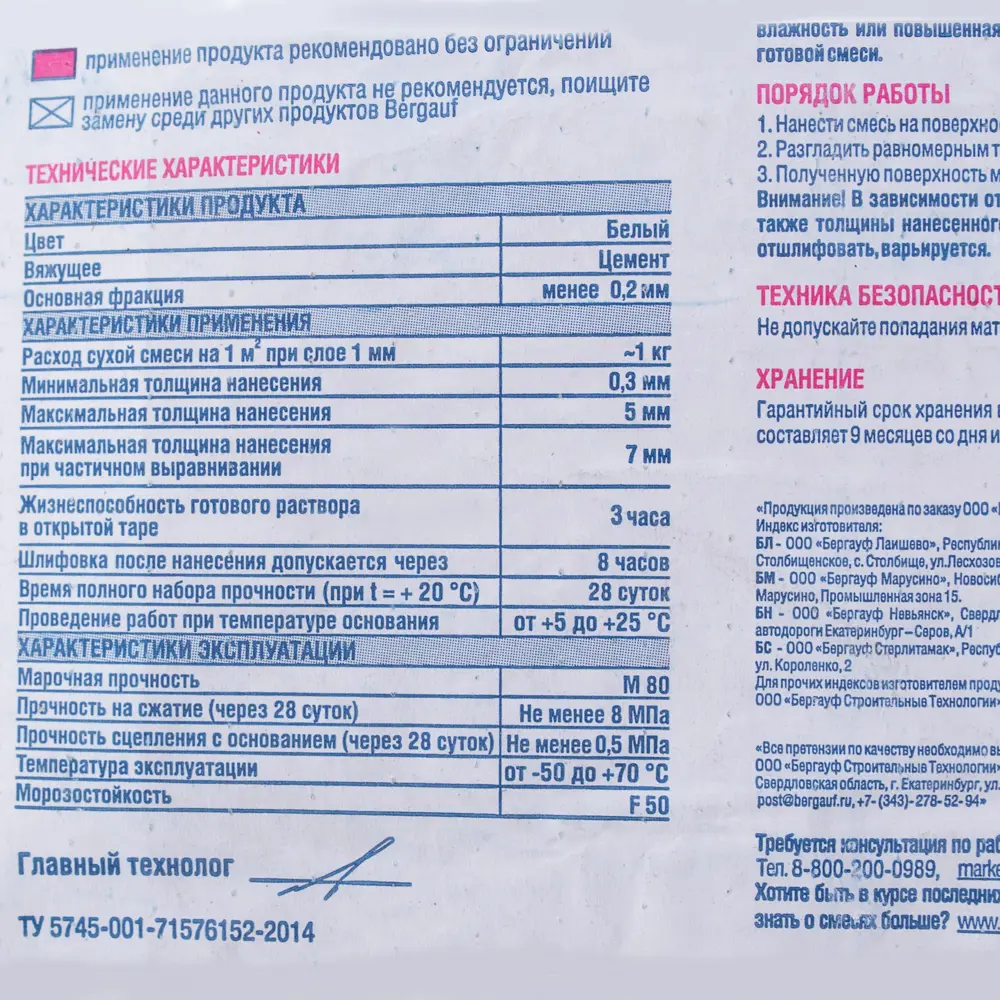 применение продукта рекомендовано без ограничений
применение данного продукта не рекомендуется, поищите
замену среди других продуктов Bergauf
ТЕХНИЧЕСКИЕ ХАРАКТЕРИСТИКИ
ХАРАКТЕРИСТИКИ ПРОДУКТА
Цвет Белый
Вяжущее Цемент
Основная фракция менее 0,2 мм
ХАРАКТЕРИСТИКИ ПРИМЕНЕНИЯ
Расход сухой смеси на 1 м² при слое 1 мм ~1 кг
Минимальная толщина нанесения 0,3 мм
Максимальная толщина нанесения 5 мм
Максимальная толщина нанесения
при частичном выравнивании 7 мм
Жизнеспособность готового раствора
в открытой таре 3 часа
Шлифовка после нанесения допускается через 8 часов
Время полного набора прочности (при t = + 20 °C) 28 суток
Проведение работ при температуре основания от +5 до +25 °C
ХАРАКТЕРИСТИКИ ЭКСПЛУАТАЦИИ
Марочная прочность М 80
Прочность на сжатие (через 28 суток) Не менее 8 МПа
Прочность сцепления с основанием (через 28 суток) Не менее 0,5 МПа
Температура эксплуатации от -50 до +70 °C
Морозостойкость F 50
Главный технолог
ТУ 5745-001-71576152-2014
влажность или повышенная
готовой смеси.
ПОРЯДОК РАБОТЫ
1. Нанести смесь на поверхно
2. Разгладить равномерным т
3. Полученную поверхность м
Внимание! В зависимости от
также толщины нанесенног
отшлифовать, варьируется.
ТЕХНИКА БЕЗОПАСНОСТ
Не допускайте попадания мат
ХРАНЕНИЕ
Гарантийный срок хранения в
составляет 9 месяцев со дня и
«Продукция произведена по заказу ООО «
Индекс изготовителя:
БЛ - ООО «Бергауф Лаишево», Республи
Столбищенское, с. Столбище, ул.Лесхозов
БМ - ООО «Бергауф Марусино», Новосиб
Марусино, Промышленная зона 15.
БН - ООО «Бергауф Невьянск», Сверд
автодороги Екатеринбург – Серов, А/1
БС - ООО «Бергауф Стерлитамак», Респуб
ул. Короленко, 2
Для прочих индексов изготовителем проду
ООО «Бергауф Строительные Технологии»
«Все претензии по качеству необходимо вы
ООО «Бергауф Строительные Технологии»
Свердловская область, г. Екатеринбург, ул.
post@bergauf.ru, +7- (343)- 278- 52- 94»
Требуется консультация по раб
Тел. 8-800-200-0989, marke
Хотите быть в курсе последних
знать о смесях больше? www.